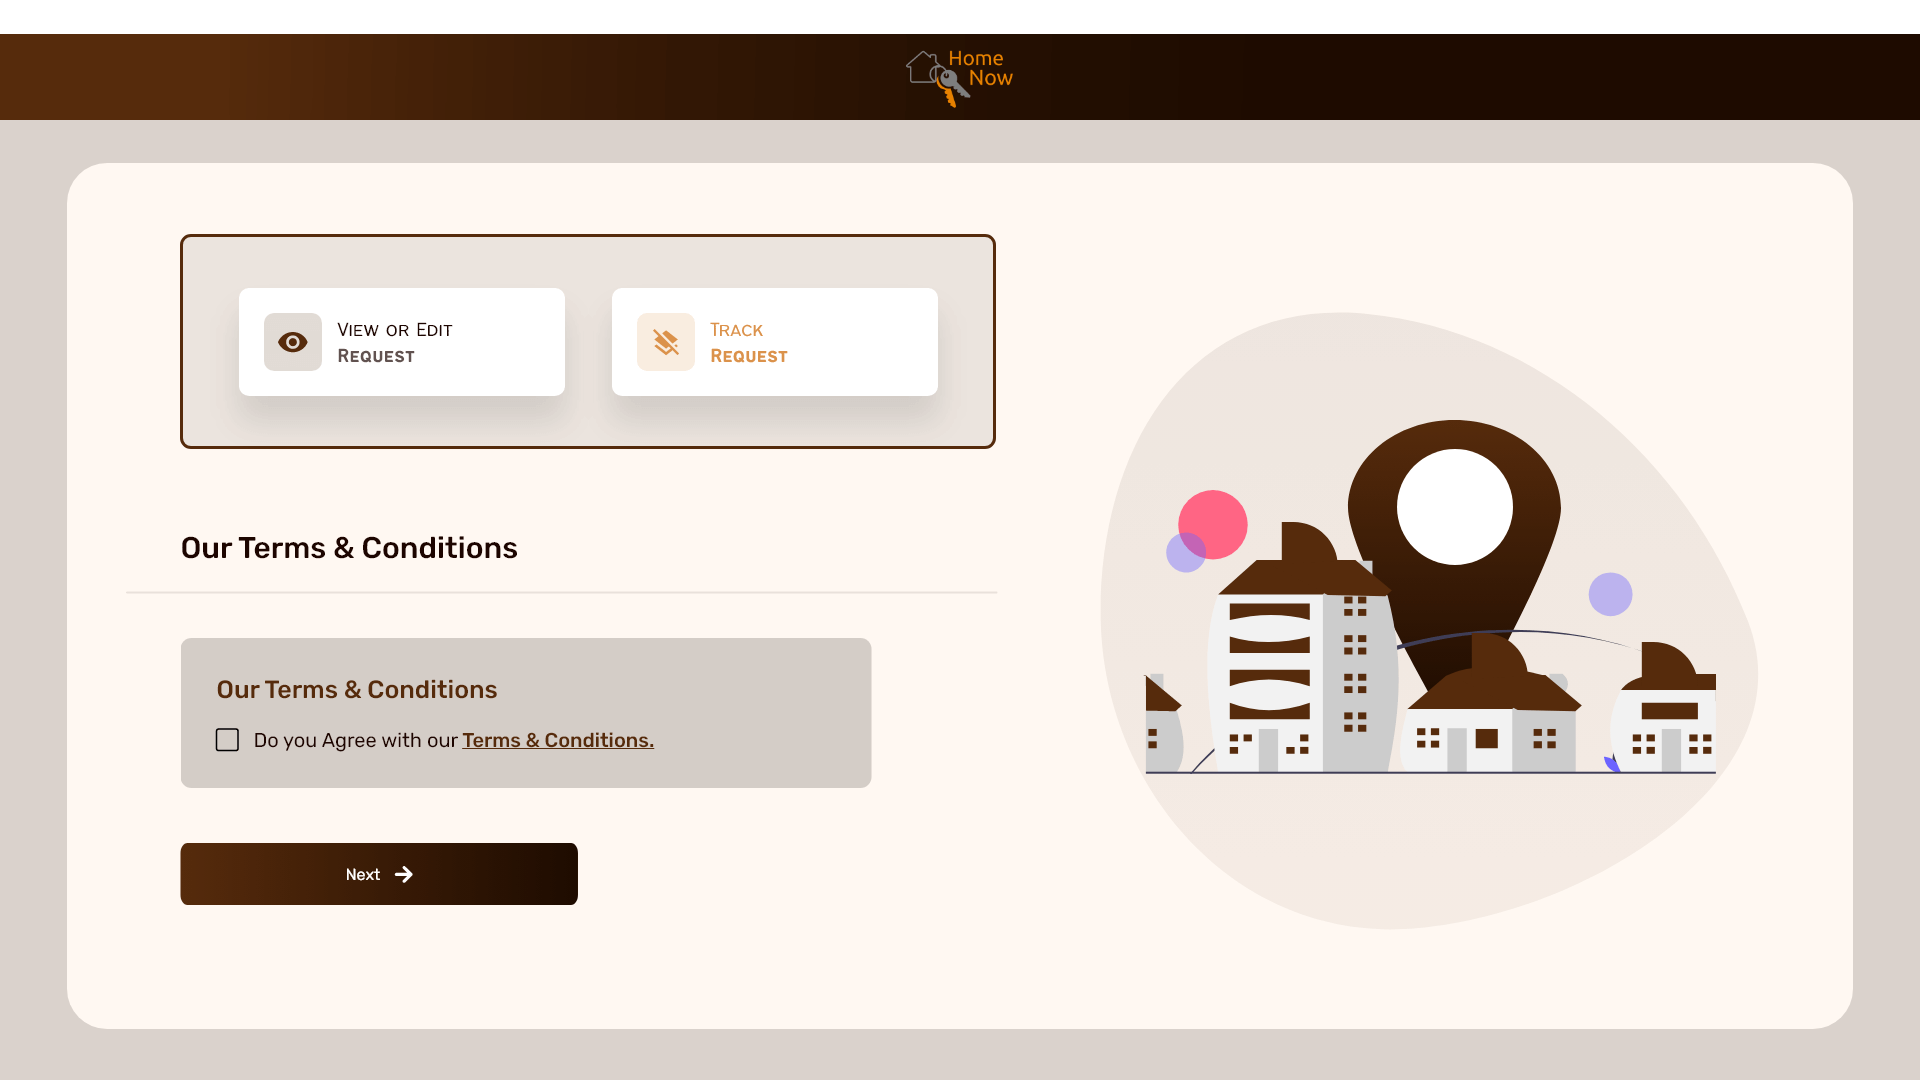 Home
Now
VIEW OR EDIT
REQUEST
TRACK
REQUEST
Our Terms & Conditions
Our Terms & Conditions
Do you Agree with our Terms & Conditions.
Next